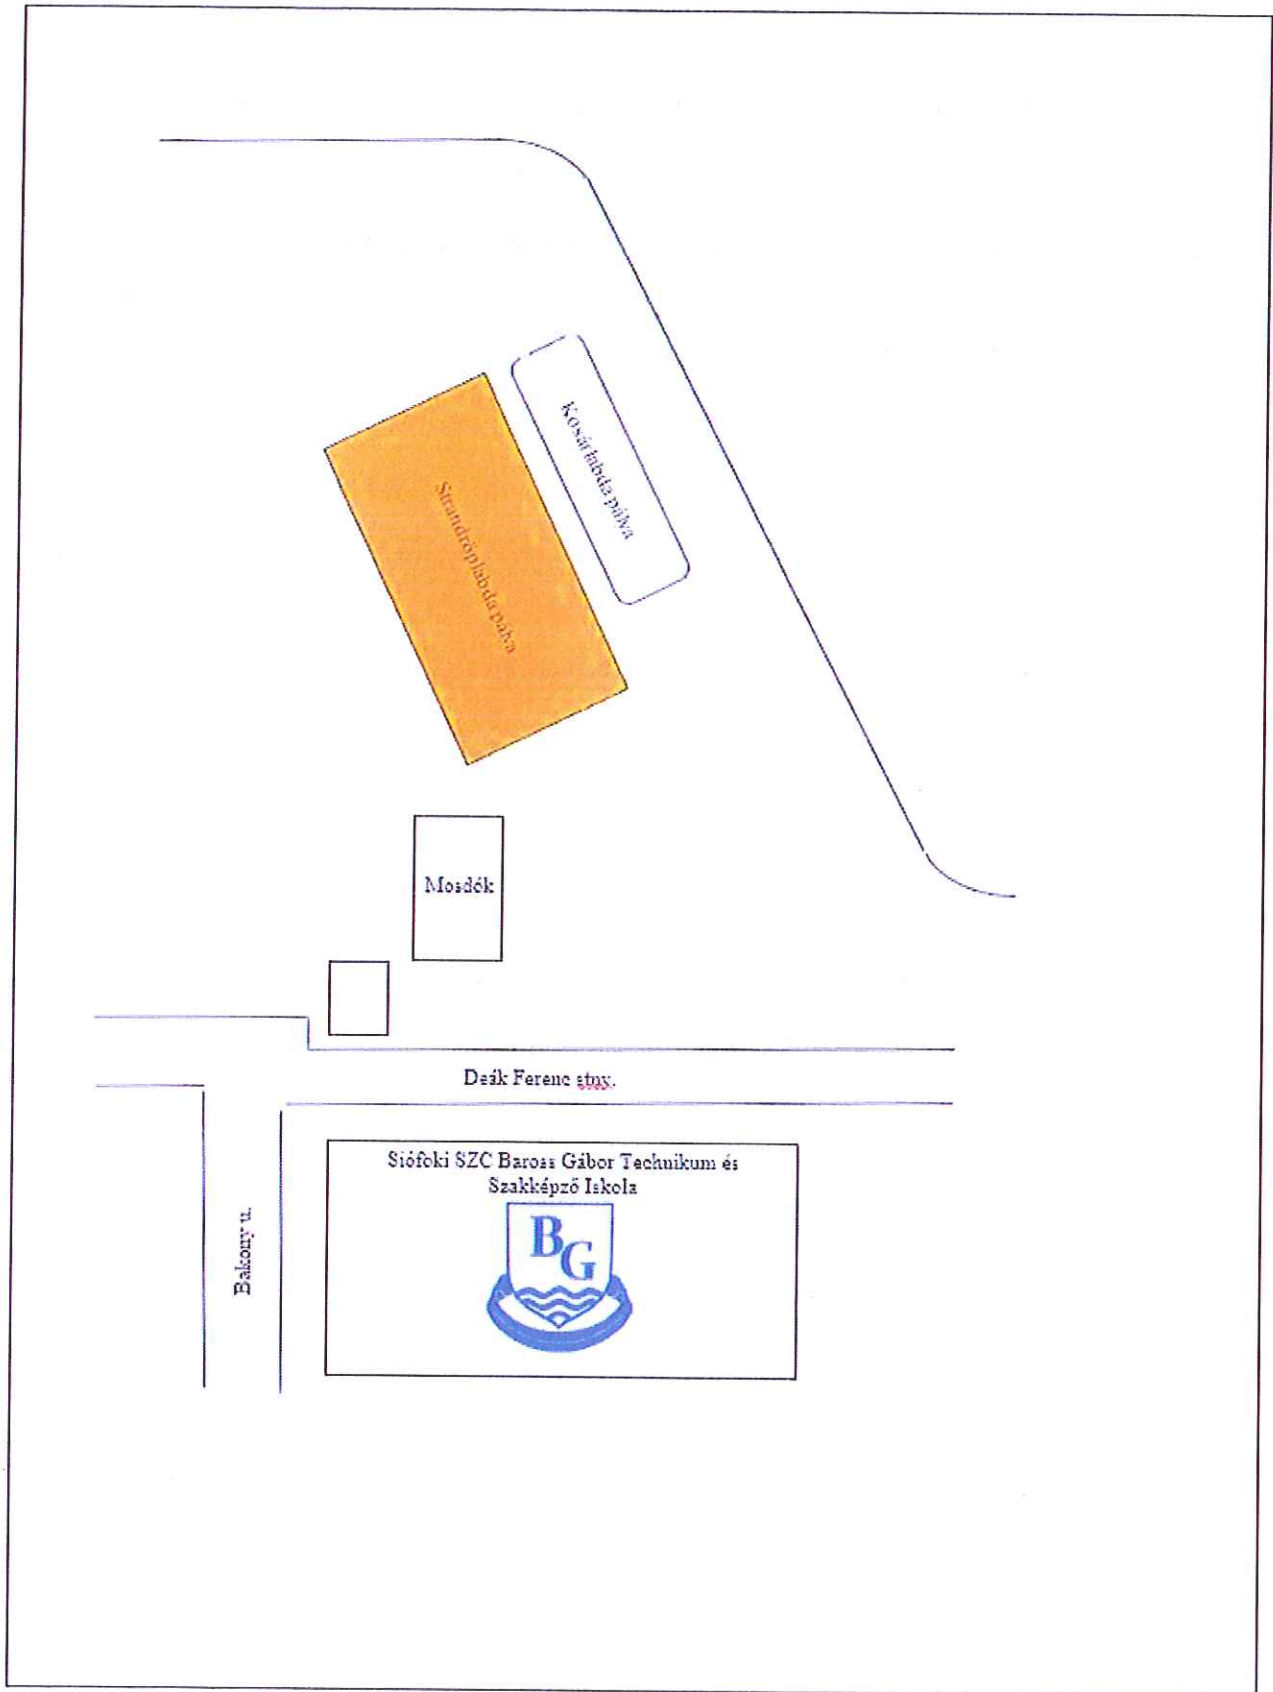 Kosárlabda pálya
Strandröplabda pálya
Mosdók
Deák Ferenc stny.
Siófoki SZC Baross Gábor Technikum és
Szakképző Iskola
BG
Bakony u.